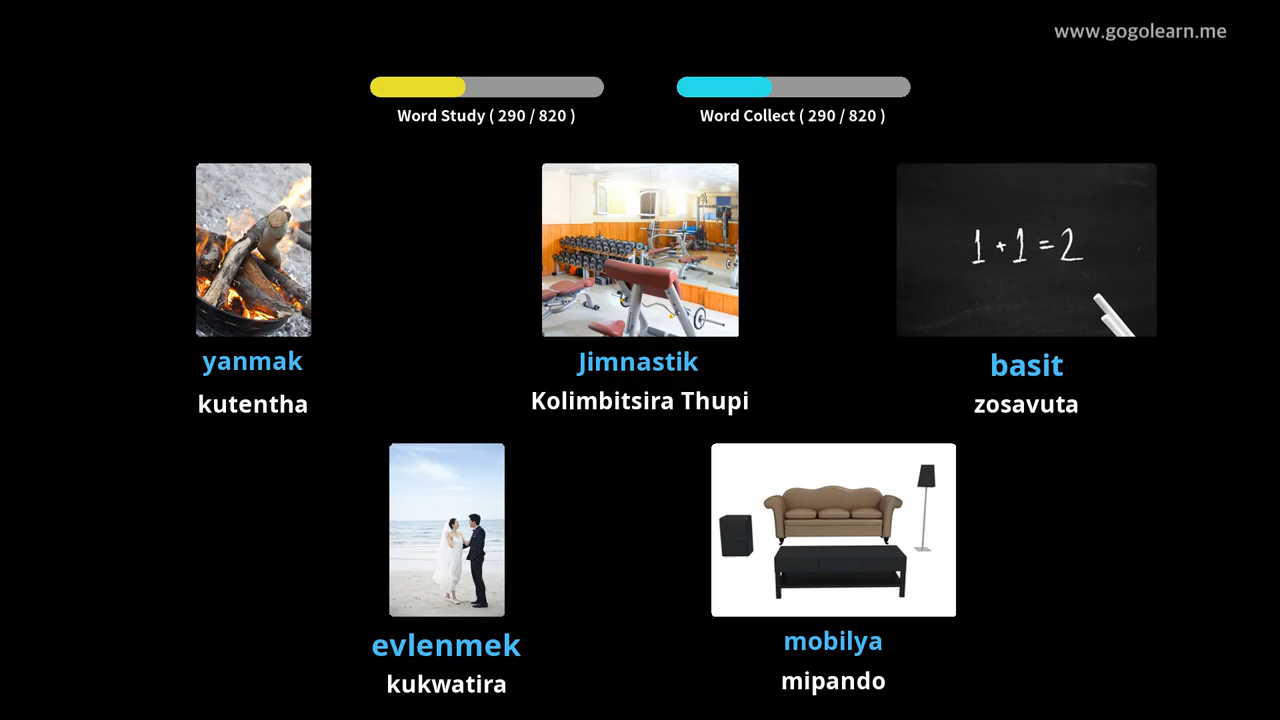 www.gogolearn.me
Word Study ( 290 / 820 )
Word Collect ( 290 / 820 )
1 + 1 = 2
yanmak
kutentha
Jimnastik
Kolimbitsira Thupi
basit
zosavuta
evlenmek
kukwatira
mobilya
mipando